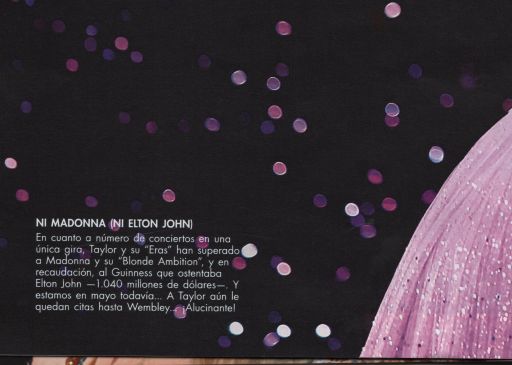 NI MADONNA (NI ELTON JOHN)
En cuanto a número de conciertos en una
única gira, Taylor y su "Eras" han superado
a Madonna y su "Blonde Ambition", y en
recaudación, al Guinness que ostentaba
Elton John —1.040 millones de dólares—. Y
estamos en mayo todavia... A Taylor aún le
quedan citas hasta Wembley... ¡Alucinante!